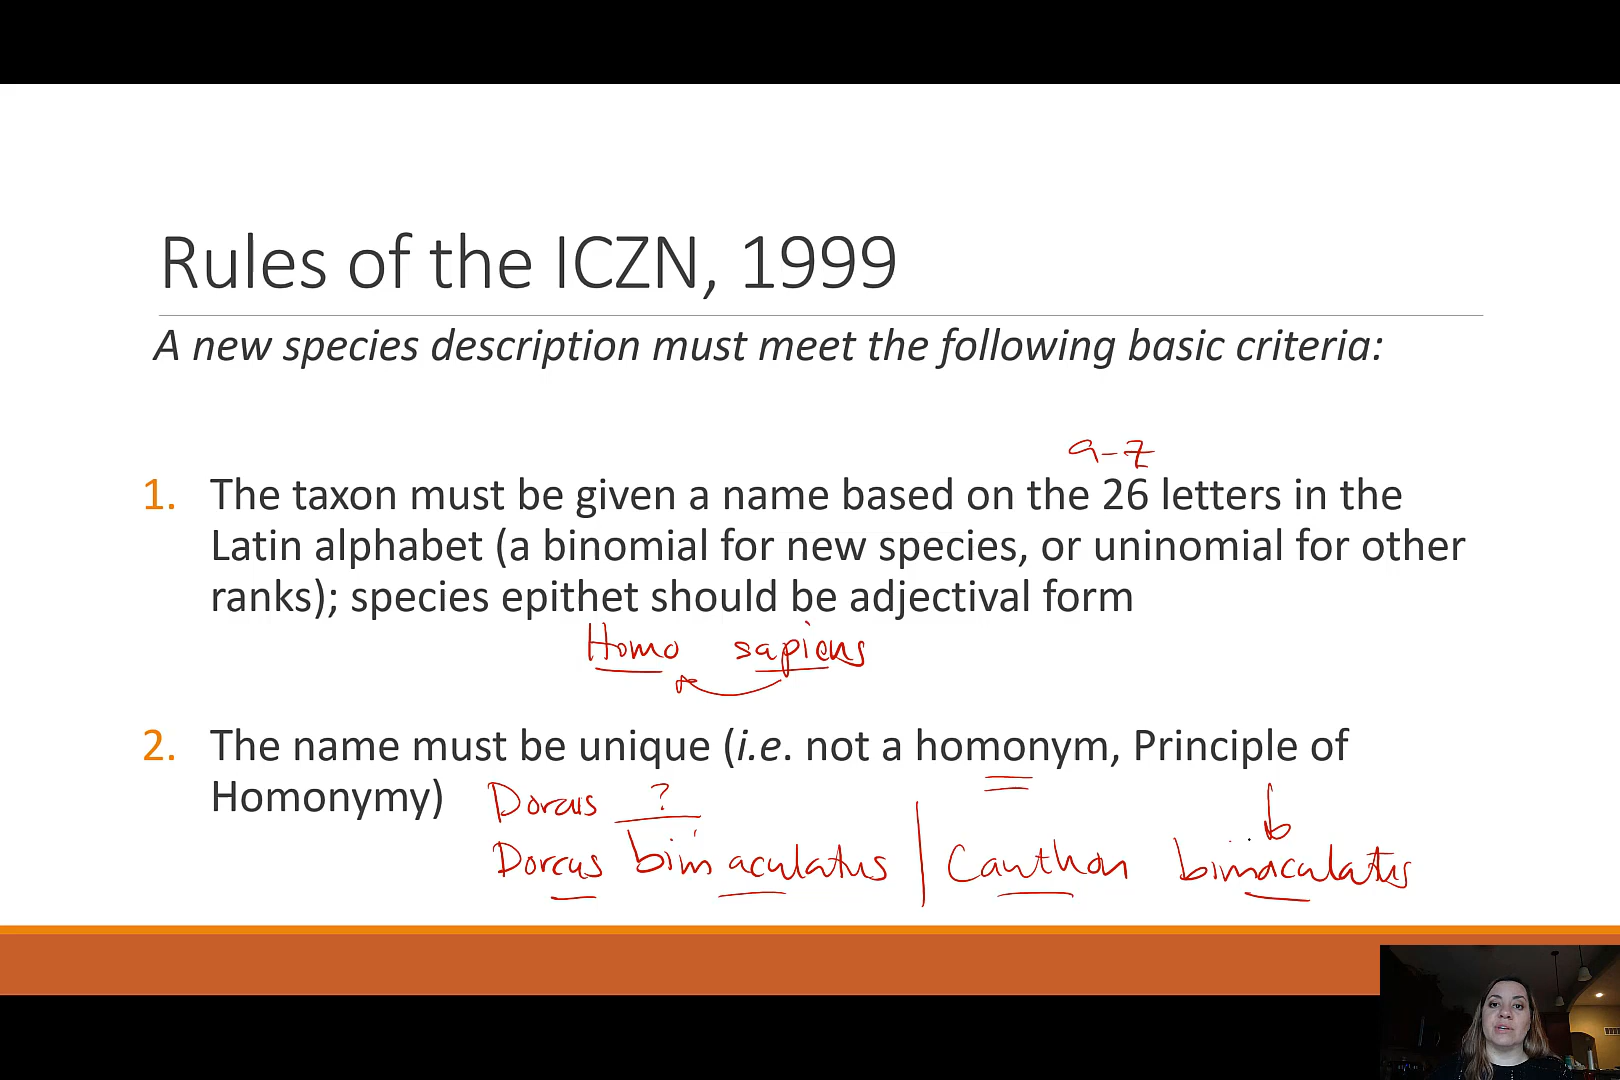 Rules of the ICZN, 1999
A new species description must meet the following basic criteria:
a-z
1. The taxon must be given a name based on the 26 letters in the
Latin alphabet (a binomial for new species, or uninomial for other
ranks); species epithet should be adjectival form
Homo sapiens
2. The name must be unique (i.e. not a homonym, Principle of
Homonymy)
Dorcus ?
Dorcus bimaculatus | Canthon bimaculatus